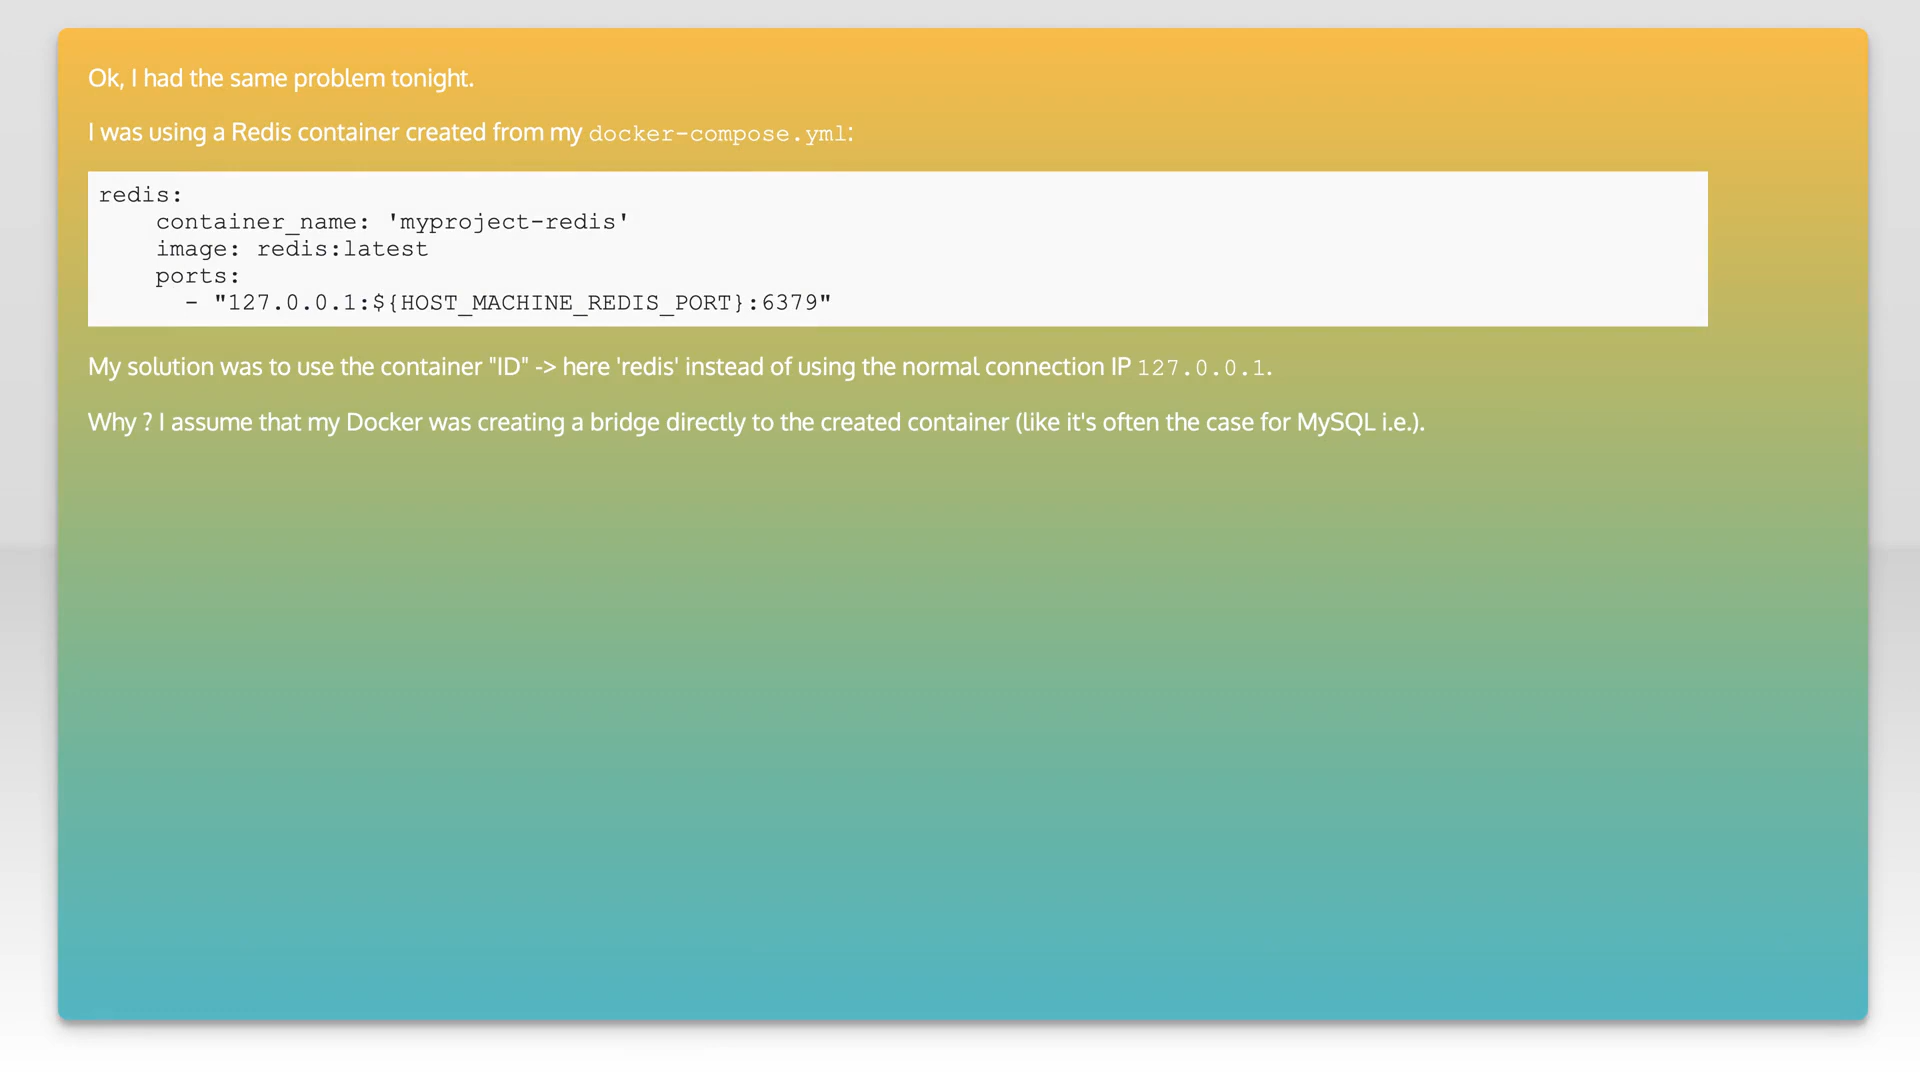 Ok, I had the same problem tonight.
I was using a Redis container created from my docker-compose.yml:
redis:
    container_name: 'myproject-redis'
    image: redis:latest
    ports:
      - "127.0.0.1:${HOST_MACHINE_REDIS_PORT}:6379"
My solution was to use the container "ID" -> here 'redis' instead of using the normal connection IP 127.0.0.1.
Why ? I assume that my Docker was creating a bridge directly to the created container (like it's often the case for MySQL i.e.).